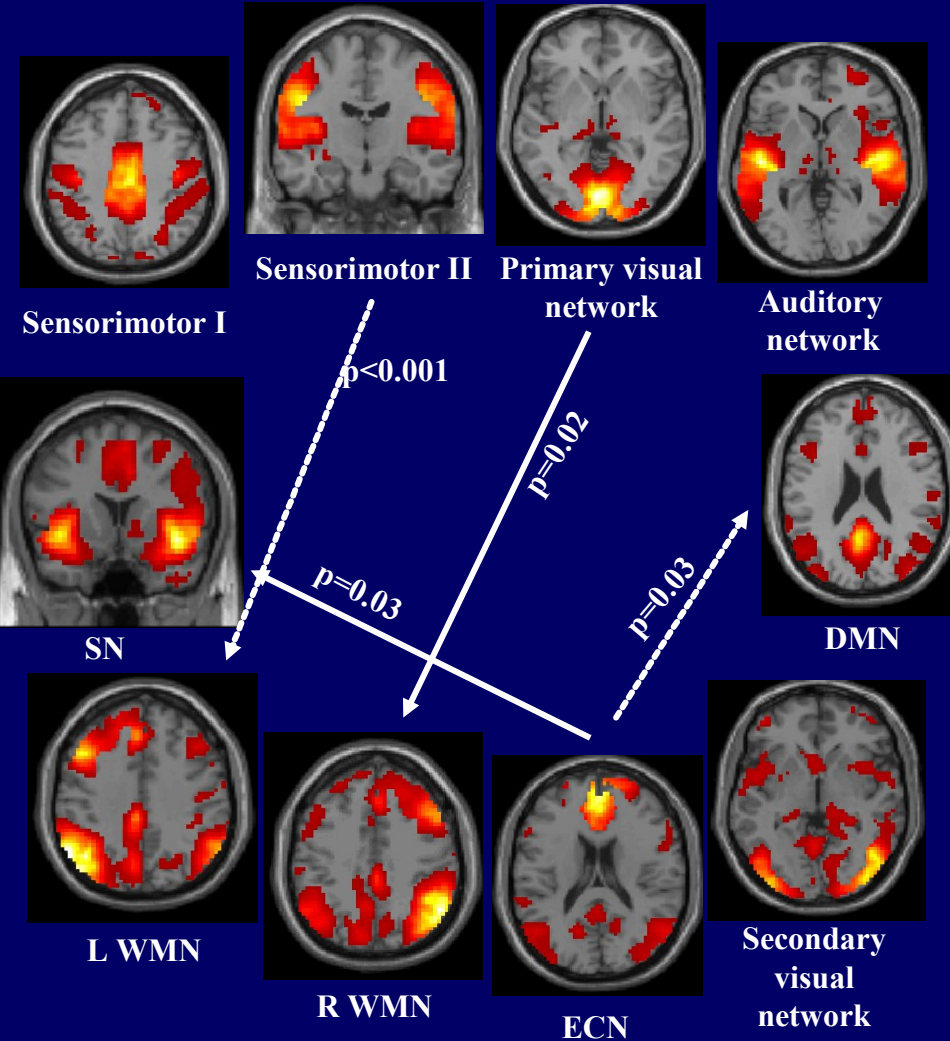 Sensorimotor II
Primary visual
network
Sensorimotor I
Auditory
network
p<0.001
p=0.02
p=0.03
p=0.03
SN
DMN
L WMN
R WMN
ECN
Secondary
visual
network